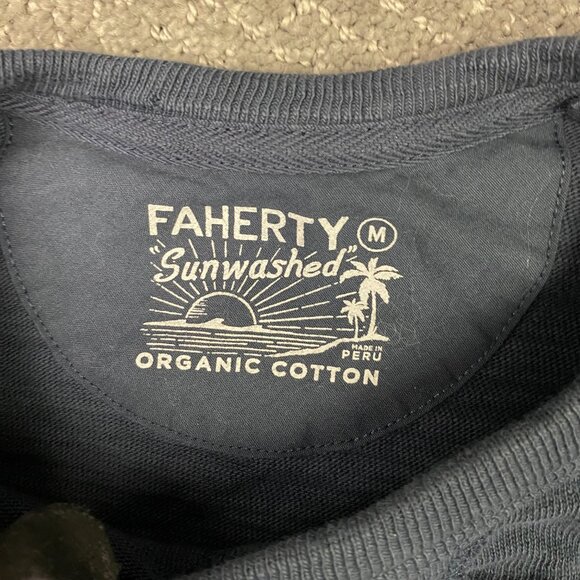 FAHERTY M
"Sunwashed"
MADE IN
PERU
ORGANIC COTTON